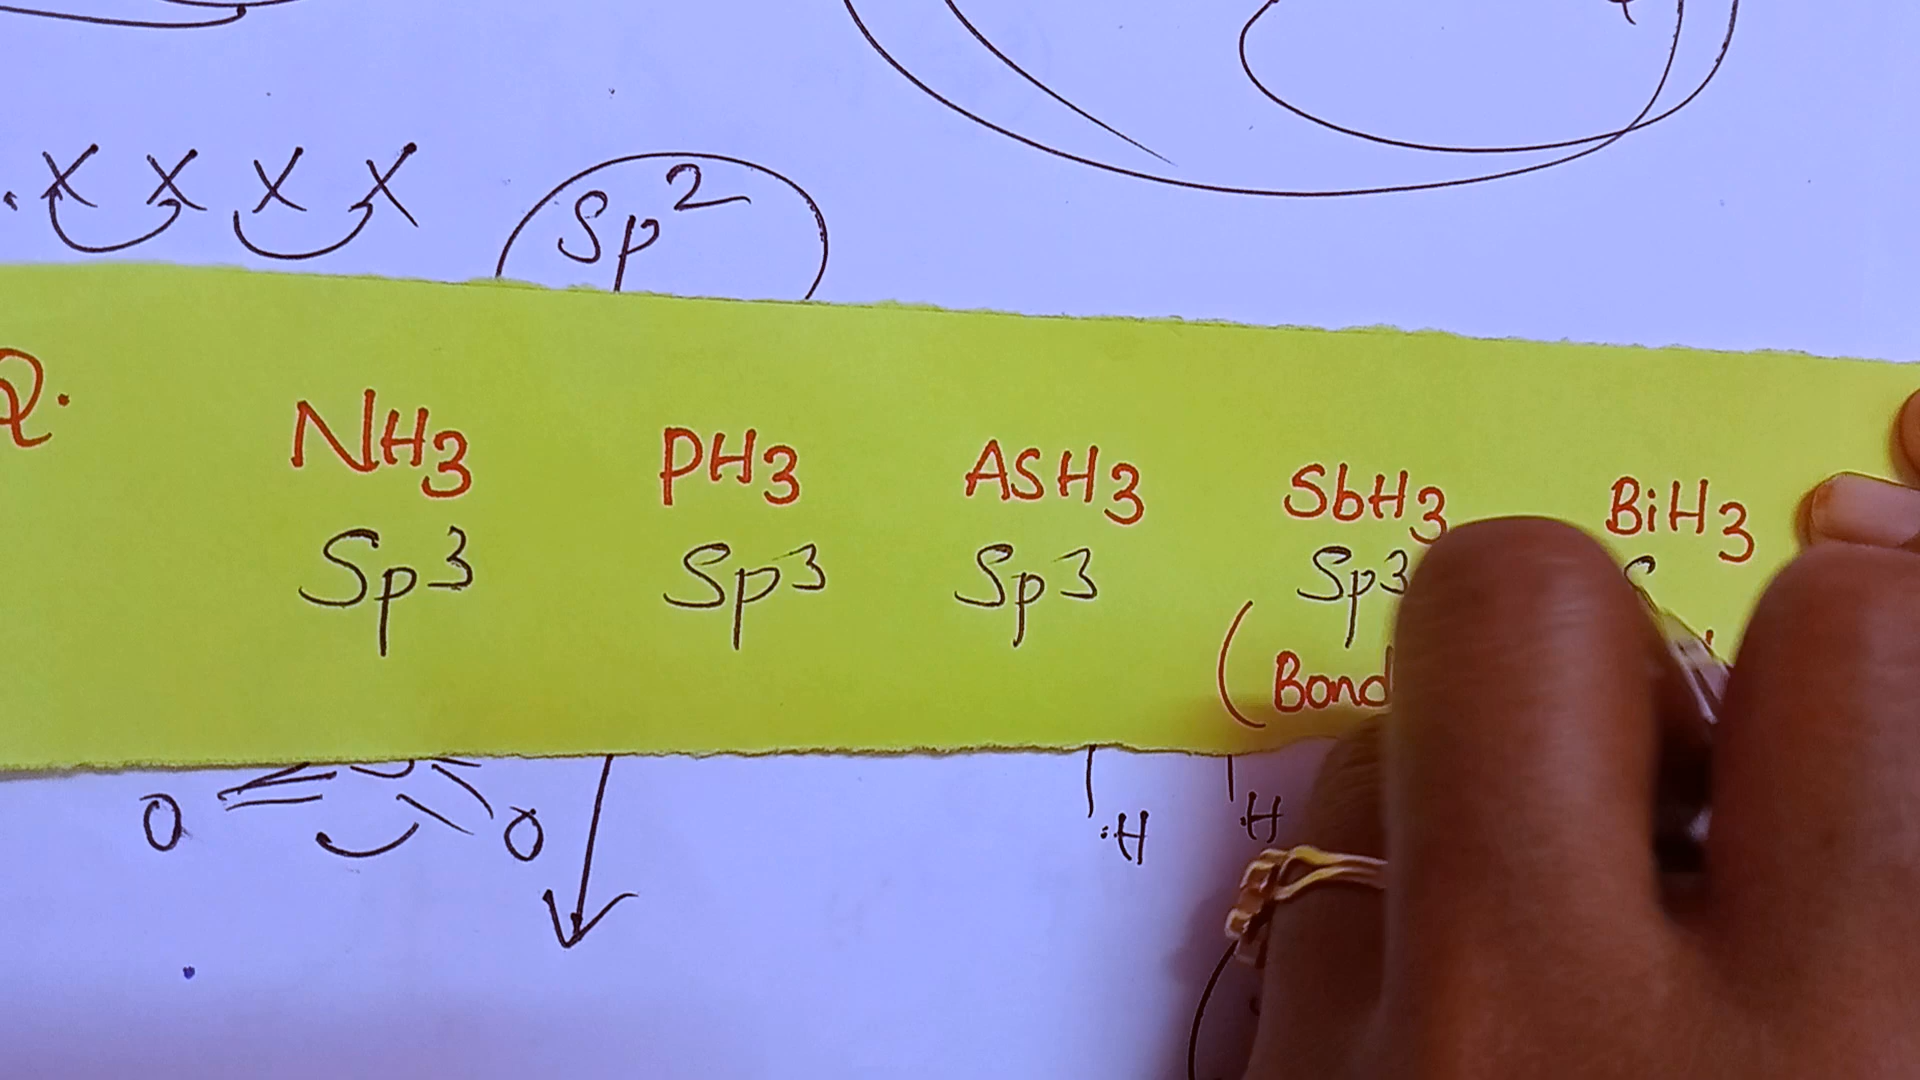 X X X X
Sp2
Q. NH3 PH3 ASH3 SbH3 BiH3
Sp3 Sp3 Sp3 Sp3 S
(Bond
O O :H :H